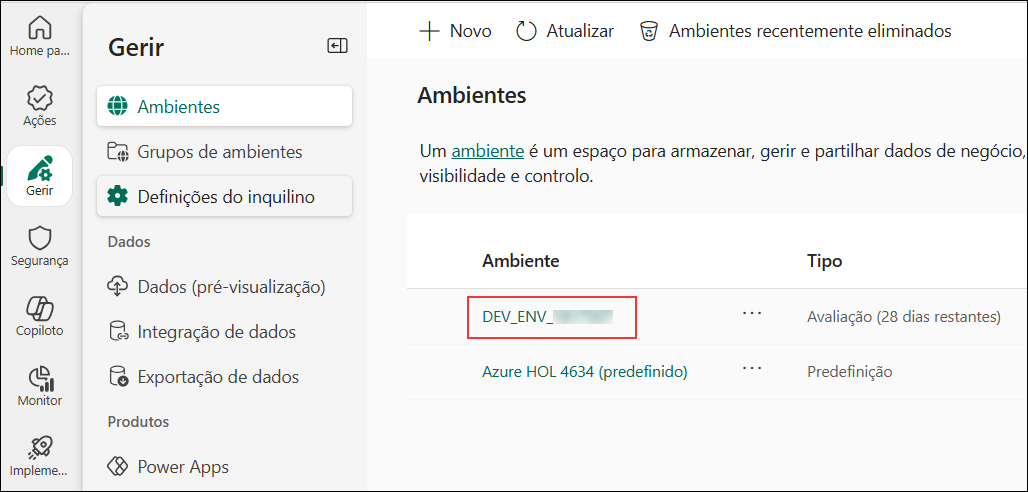 Home pa...
Ações
Gerir
Segurança
Copiloto
Monitor
Impleme...
Gerir
Ambientes
Grupos de ambientes
Definições do inquilino
Dados
Dados (pré-visualização)
Integração de dados
Exportação de dados
Produtos
Power Apps
Novo Atualizar Ambientes recentemente eliminados
Ambientes
Um ambiente é um espaço para armazenar, gerir e partilhar dados de negócio,
visibilidade e controlo.
Ambiente Tipo
DEV_ENV_ ... Avaliação (28 dias restantes)
Azure HOL 4634 (predefinido) ... Predefinição